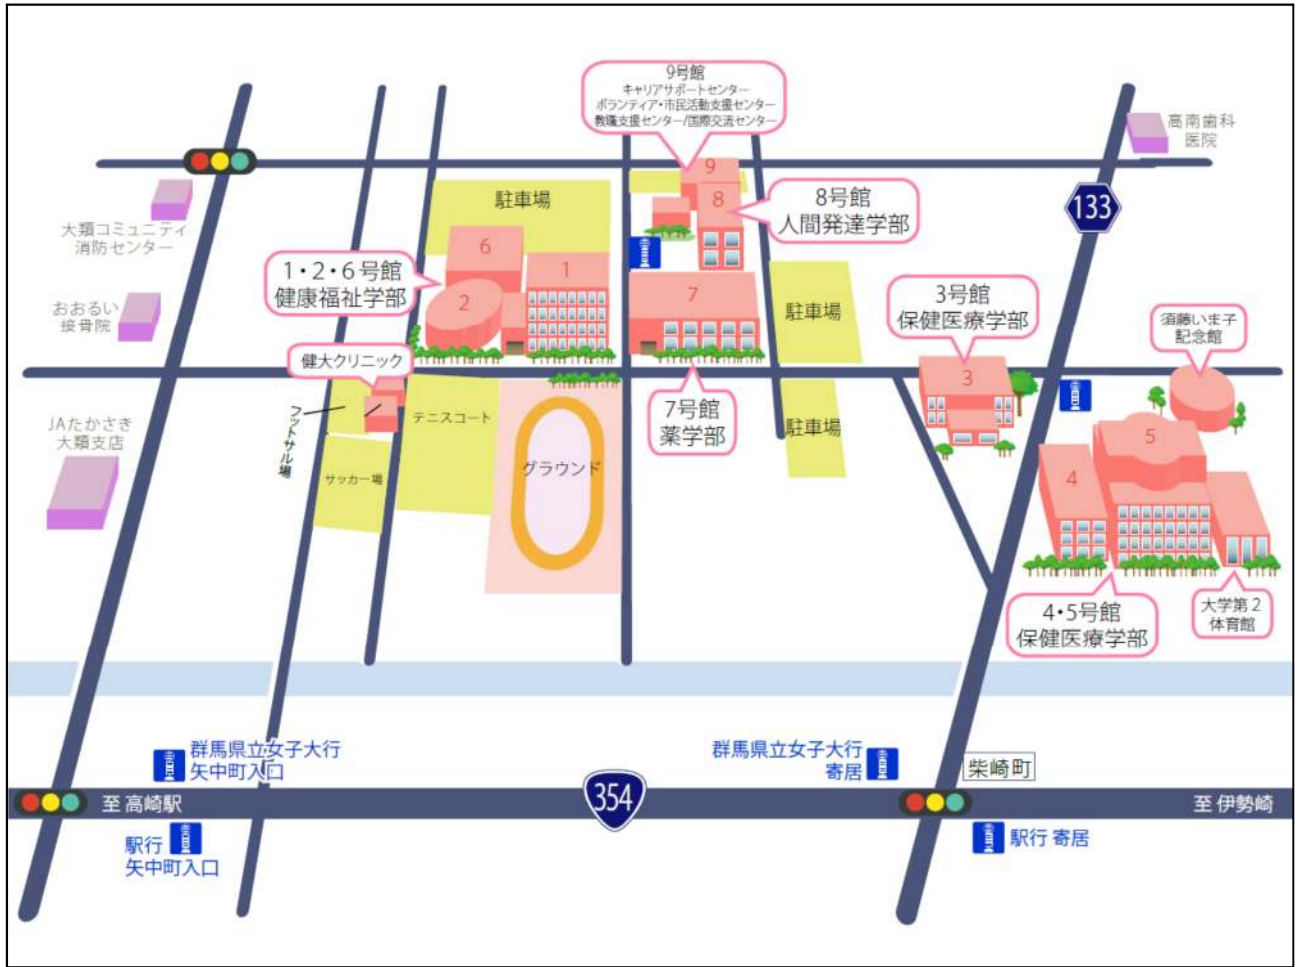 9号館
キャリアサポートセンター
ボランティア・市民活動支援センター
教職支援センター/国際交流センター
高南歯科
医院
9
駐車場
8
8号館
人間発達学部
133
大類コミュニティ
消防センター
6
1・2・6号館
健康福祉学部
1
2
7
駐車場
3号館
保健医療学部
須藤いま子
記念館
おおるい
接骨院
健大クリニック
3
7号館
薬学部
フットサル場
テニスコート
駐車場
JAたかさき
大類支店
サッカー場
グラウンド
5
4
4・5号館
保健医療学部
大学第2
体育館
群馬県立女子大行
矢中町入口
群馬県立女子大行
寄居
柴崎町
至 高崎駅
354
至 伊勢崎
駅行
矢中町入口
駅行 寄居